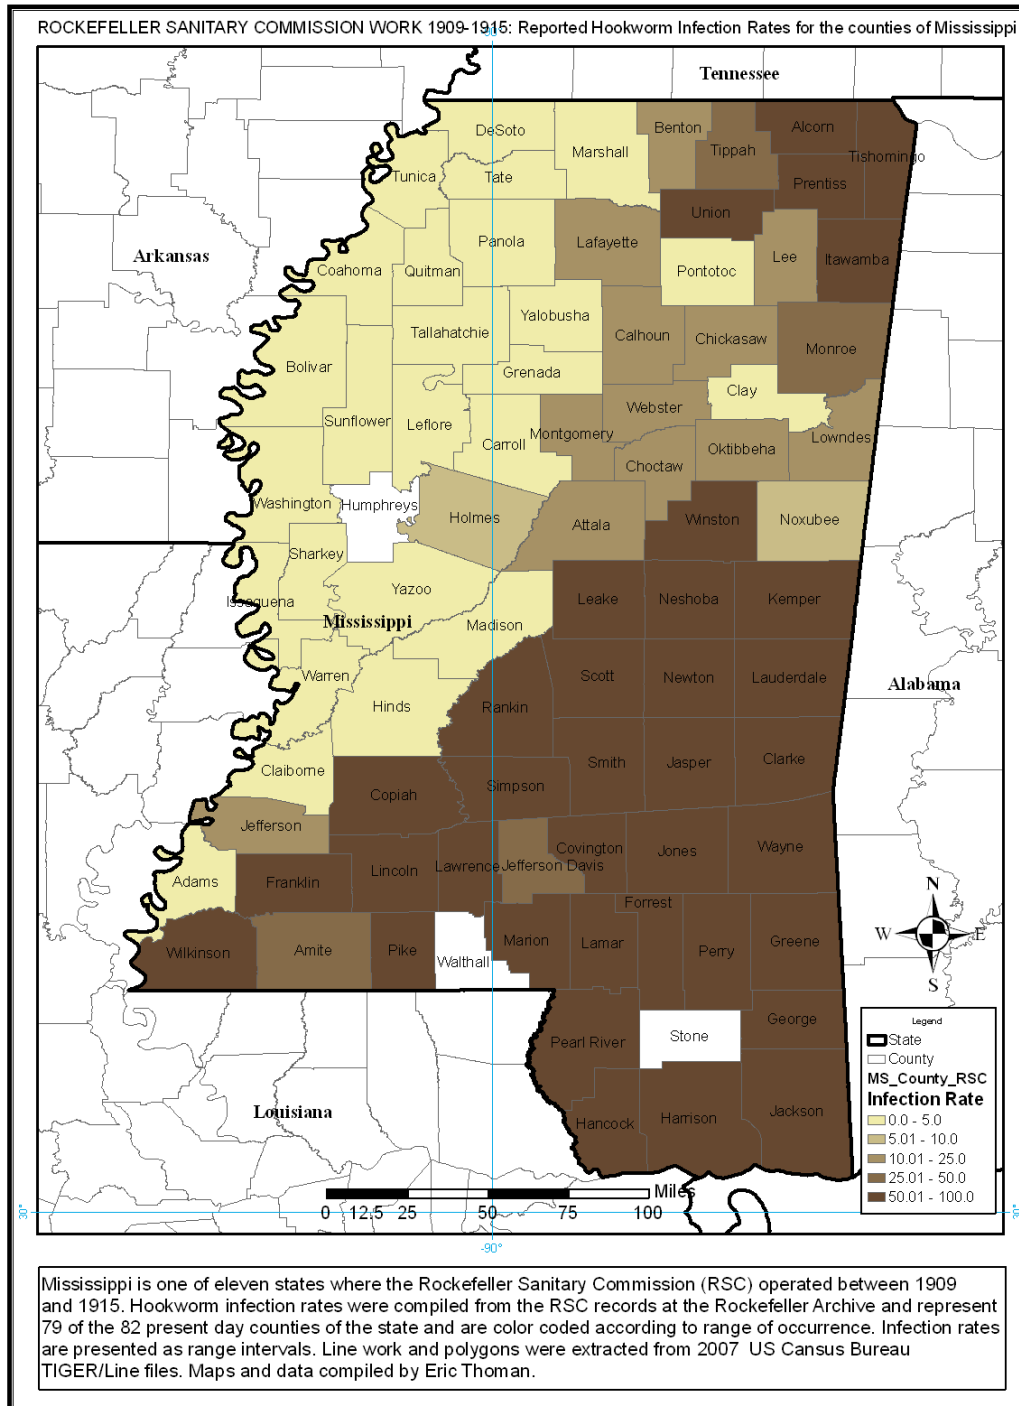 ROCKEFELLER SANITARY COMMISSION WORK 1909-1915: Reported Hookworm Infection Rates for the counties of Mississippi
-90°
Tennessee
DeSoto
Benton
Alcorn
Marshall
Tippah
Tishomingo
Tunica
Tate
Prentiss
Union
Panola
Lafayette
Arkansas
Coahoma
Quitman
Pontotoc
Lee
Itawamba
Yalobusha
Tallahatchie
Calhoun
Chickasaw
Monroe
Bolivar
Grenada
Clay
Webster
Sunflower
Leflore
Montgomery
Lowndes
Carroll
Oktibbeha
Choctaw
Washington
Humphreys
Holmes
Attala
Winston
Noxubee
Sharkey
Yazoo
Leake
Neshoba
Kemper
Issaquena
Mississippi
Madison
Warren
Scott
Newton
Lauderdale
Alabama
Hinds
Rankin
Claiborne
Smith
Jasper
Clarke
Copiah
Simpson
Jefferson
Covington
Jones
Wayne
Lawrence
Jefferson Davis
Adams
Franklin
Lincoln
Forrest
N
W
E
S
Wilkinson
Amite
Pike
Walthall
Marion
Lamar
Perry
Greene
George
Pearl River
Stone
Louisiana
Hancock
Harrison
Jackson
Legend
State
County
MS_County_RSC
Infection Rate
0.0 - 5.0
5.01 - 10.0
10.01 - 25.0
25.01 - 50.0
50.01 - 100.0
Miles
0 12.5 25 50 75 100
30°
30°
-90°
Mississippi is one of eleven states where the Rockefeller Sanitary Commission (RSC) operated between 1909
and 1915. Hookworm infection rates were compiled from the RSC records at the Rockefeller Archive and represent
79 of the 82 present day counties of the state and are color coded according to range of occurrence. Infection rates
are presented as range intervals. Line work and polygons were extracted from 2007 US Cansus Bureau
TIGER/Line files. Maps and data compiled by Eric Thoman.